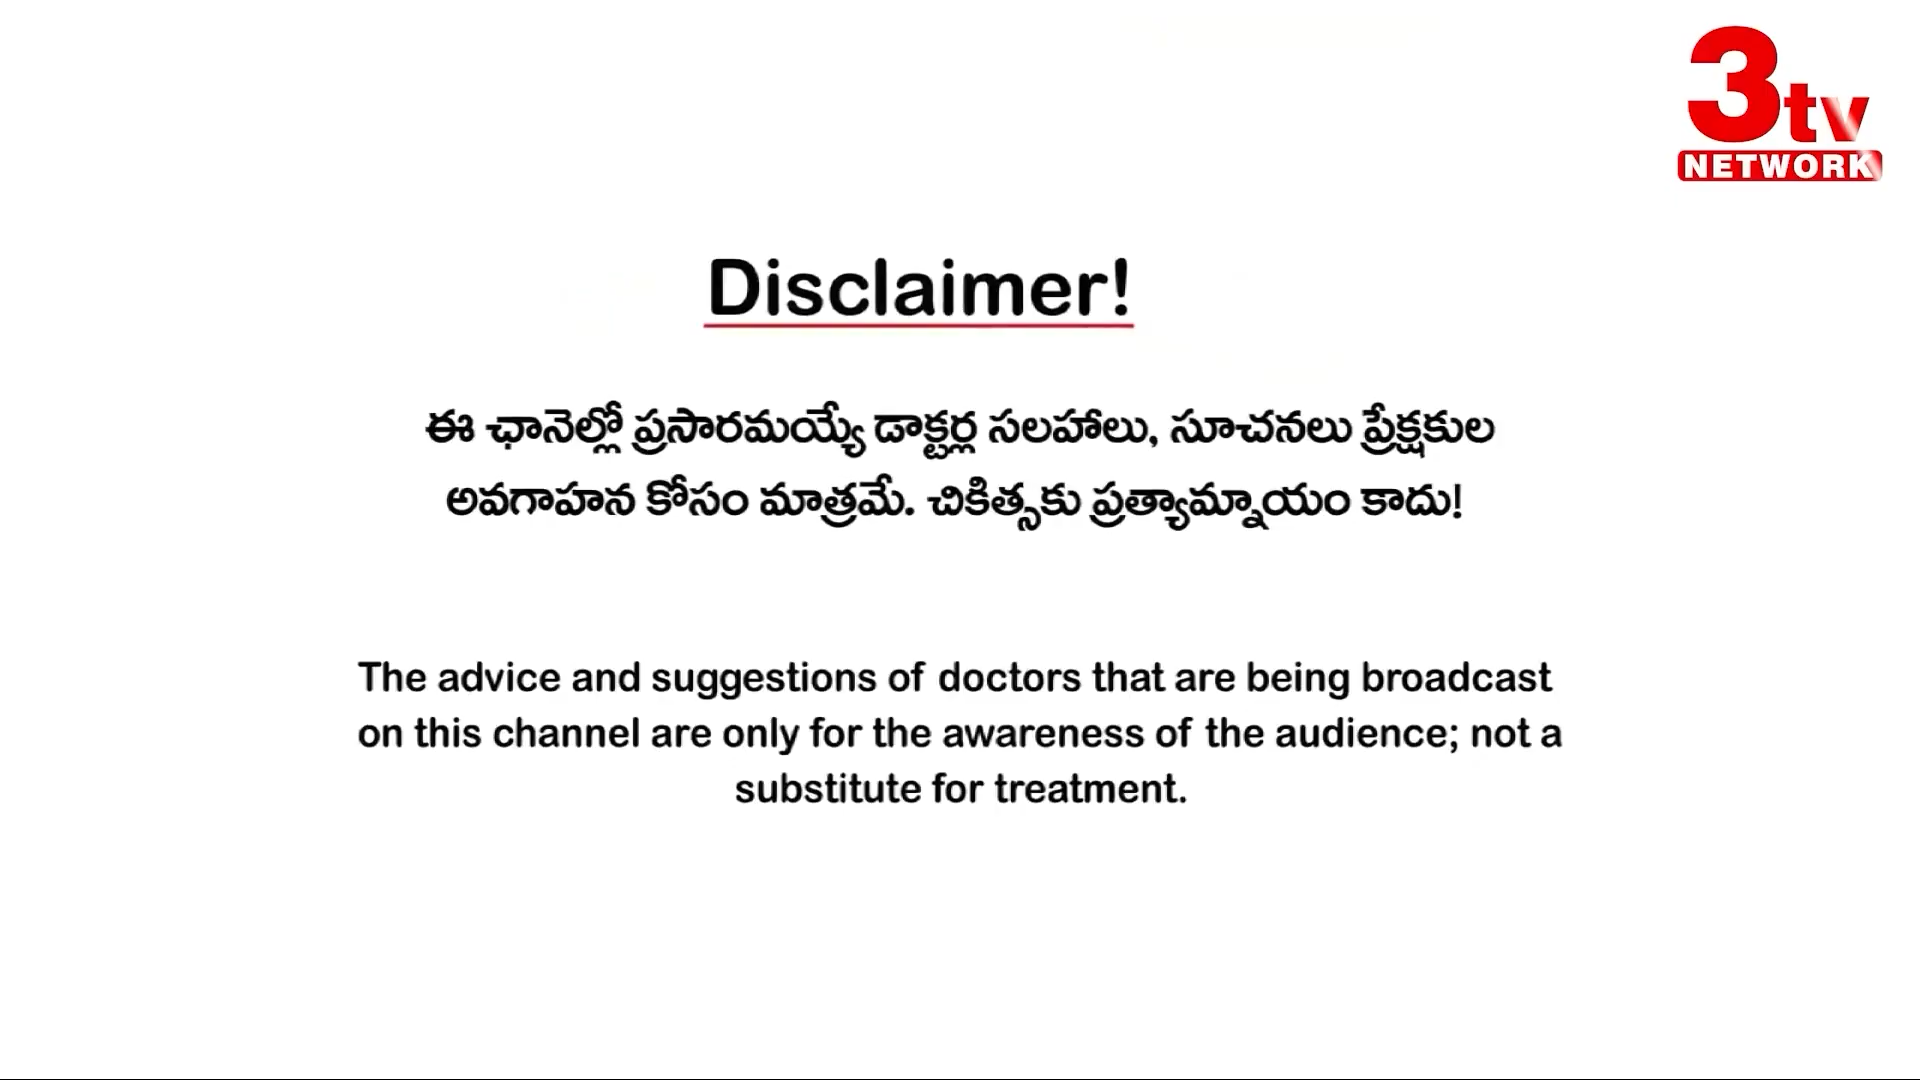 3tv
NETWORK
Disclaimer!
ఈ ఛానెల్లో ప్రసారమయ్యే డాక్టర్ల సలహాలు, సూచనలు ప్రేక్షకుల
అవగాహన కోసం మాత్రమే. చికిత్సకు ప్రత్యామ్నాయం కాదు!
The advice and suggestions of doctors that are being broadcast
on this channel are only for the awareness of the audience; not a
substitute for treatment.